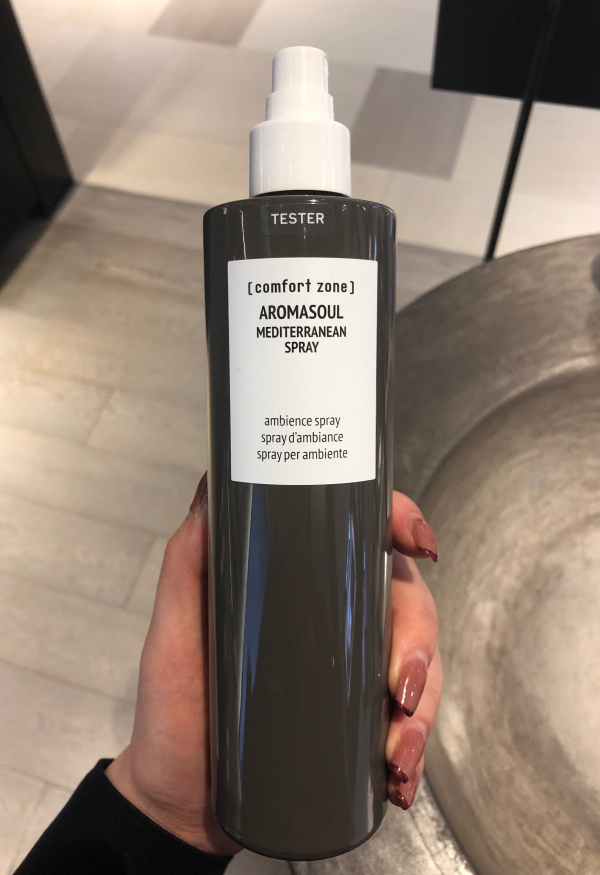 TESTER
[comfort zone]
AROMASOUL
MEDITERRANEAN
SPRAY
ambience spray
spray d'ambiance
spray per ambiente